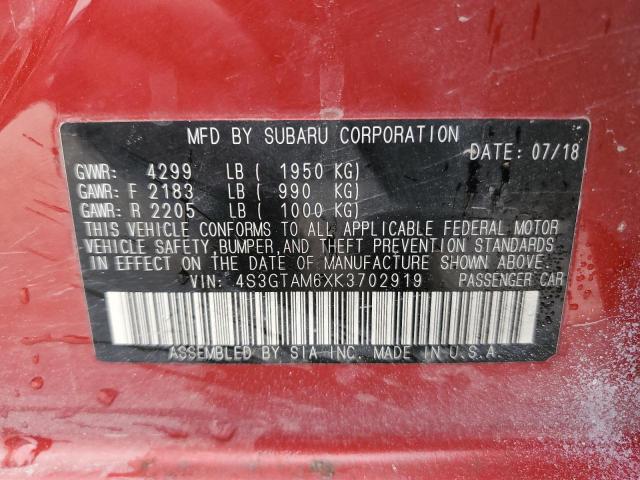 MFD BY SUBARU CORPORATION
DATE: 07/18
GVWR: 4299 LB ( 1950 KG)
GAWR: F 2183 LB ( 990 KG)
GAWR: R 2205 LB ( 1000 KG)
THIS VEHICLE CONFORMS TO ALL APPLICABLE FEDERAL MOTOR
VEHICLE SAFETY, BUMPER, AND THEFT PREVENTION STANDARDS
IN EFFECT ON THE DATE OF MANUFACTURE SHOWN ABOVE.
VIN: 4S3GTAM6XK3702919 PASSENGER CAR
ASSEMBLED BY SIA INC. MADE IN U.S.A.